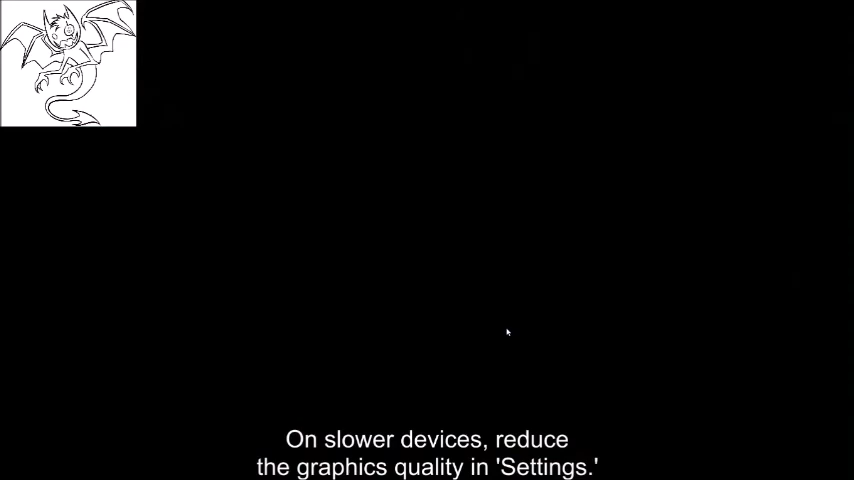 On slower devices, reduce
the graphics quality in 'Settings.'